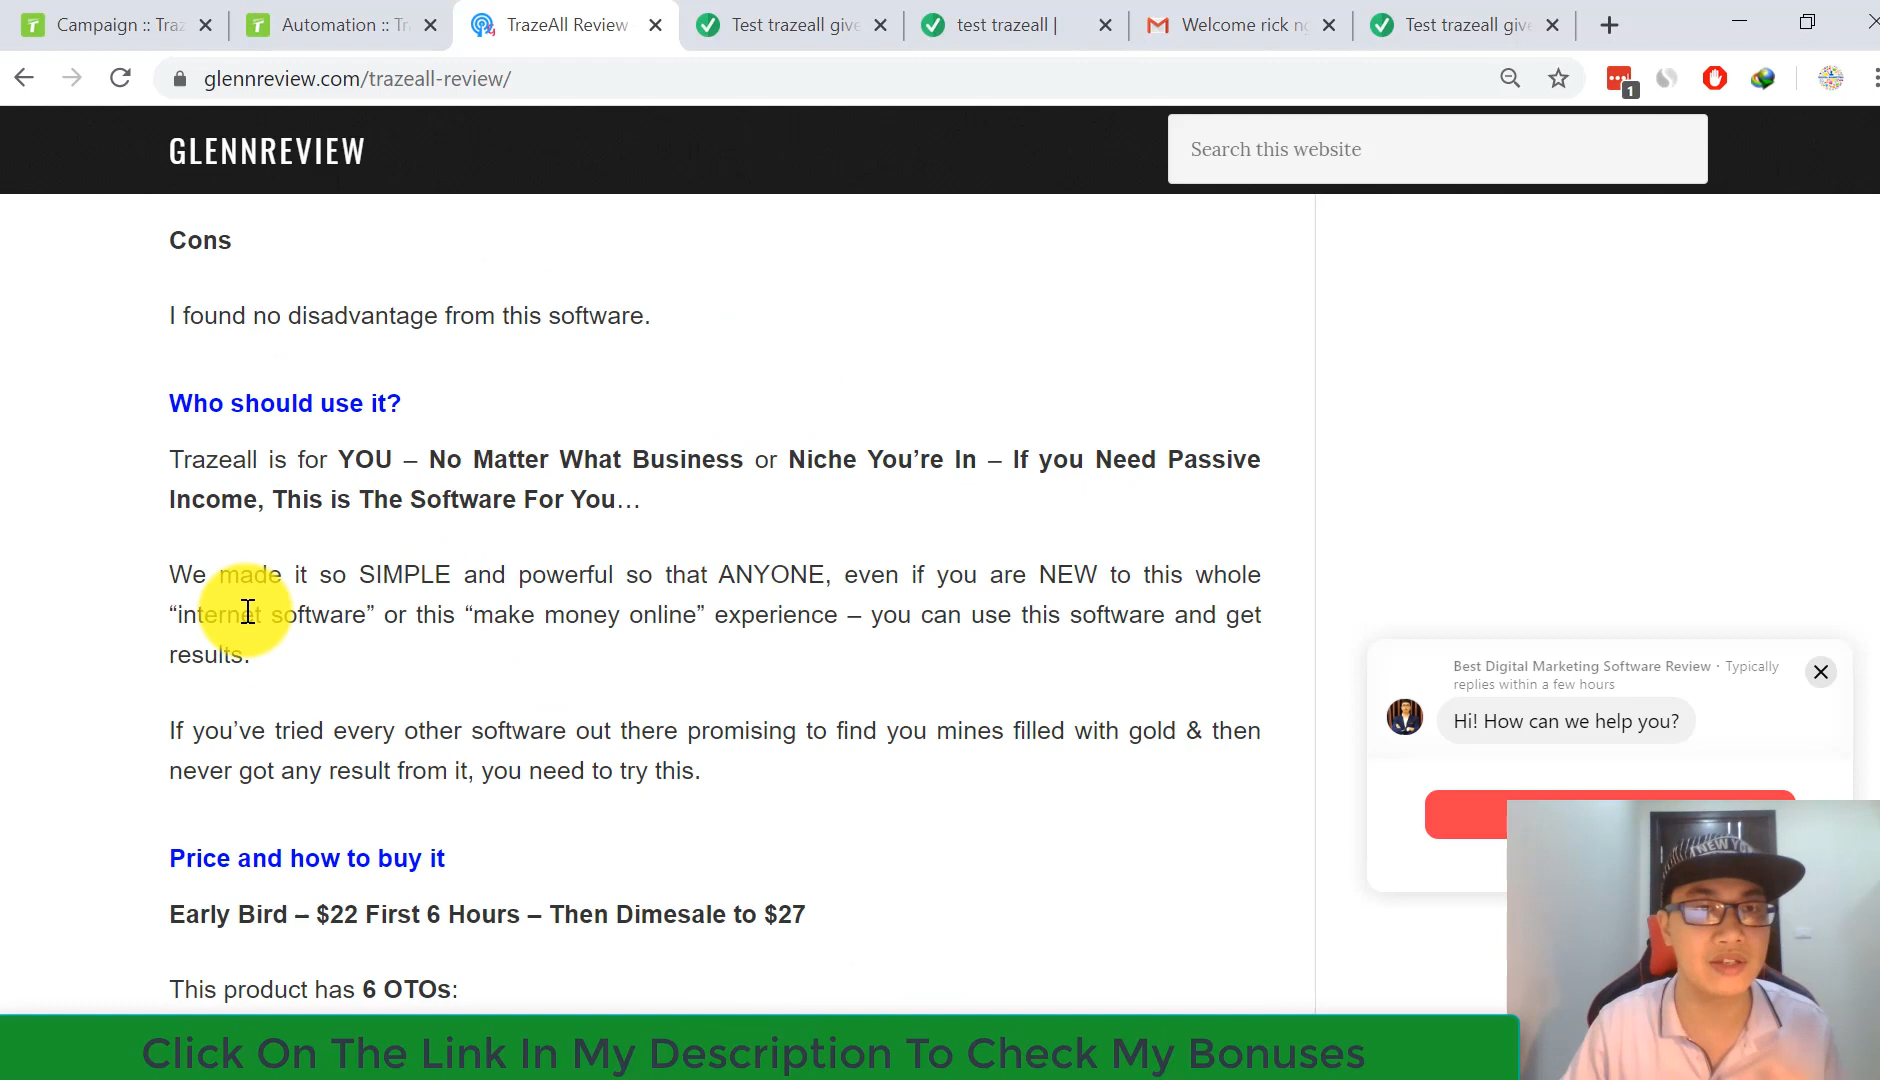 Campaign :: Traz
Automation :: Tr
TrazeAll Review
Test trazeall give
test trazeall |
Welcome rick ng
Test trazeall give
glennreview.com/trazeall-review/
1
GLENNREVIEW
Search this website
Cons
I found no disadvantage from this software.
Who should use it?
Trazeall is for YOU – No Matter What Business or Niche You’re In – If you Need Passive
Income, This is The Software For You…
We made it so SIMPLE and powerful so that ANYONE, even if you are NEW to this whole
“internet software” or this “make money online” experience – you can use this software and get
results.
If you’ve tried every other software out there promising to find you mines filled with gold & then
never got any result from it, you need to try this.
Price and how to buy it
Early Bird – $22 First 6 Hours – Then Dimesale to $27
This product has 6 OTOs:
Best Digital Marketing Software Review · Typically
replies within a few hours
Hi! How can we help you?
NEW YO
Click On The Link In My Description To Check My Bonuses